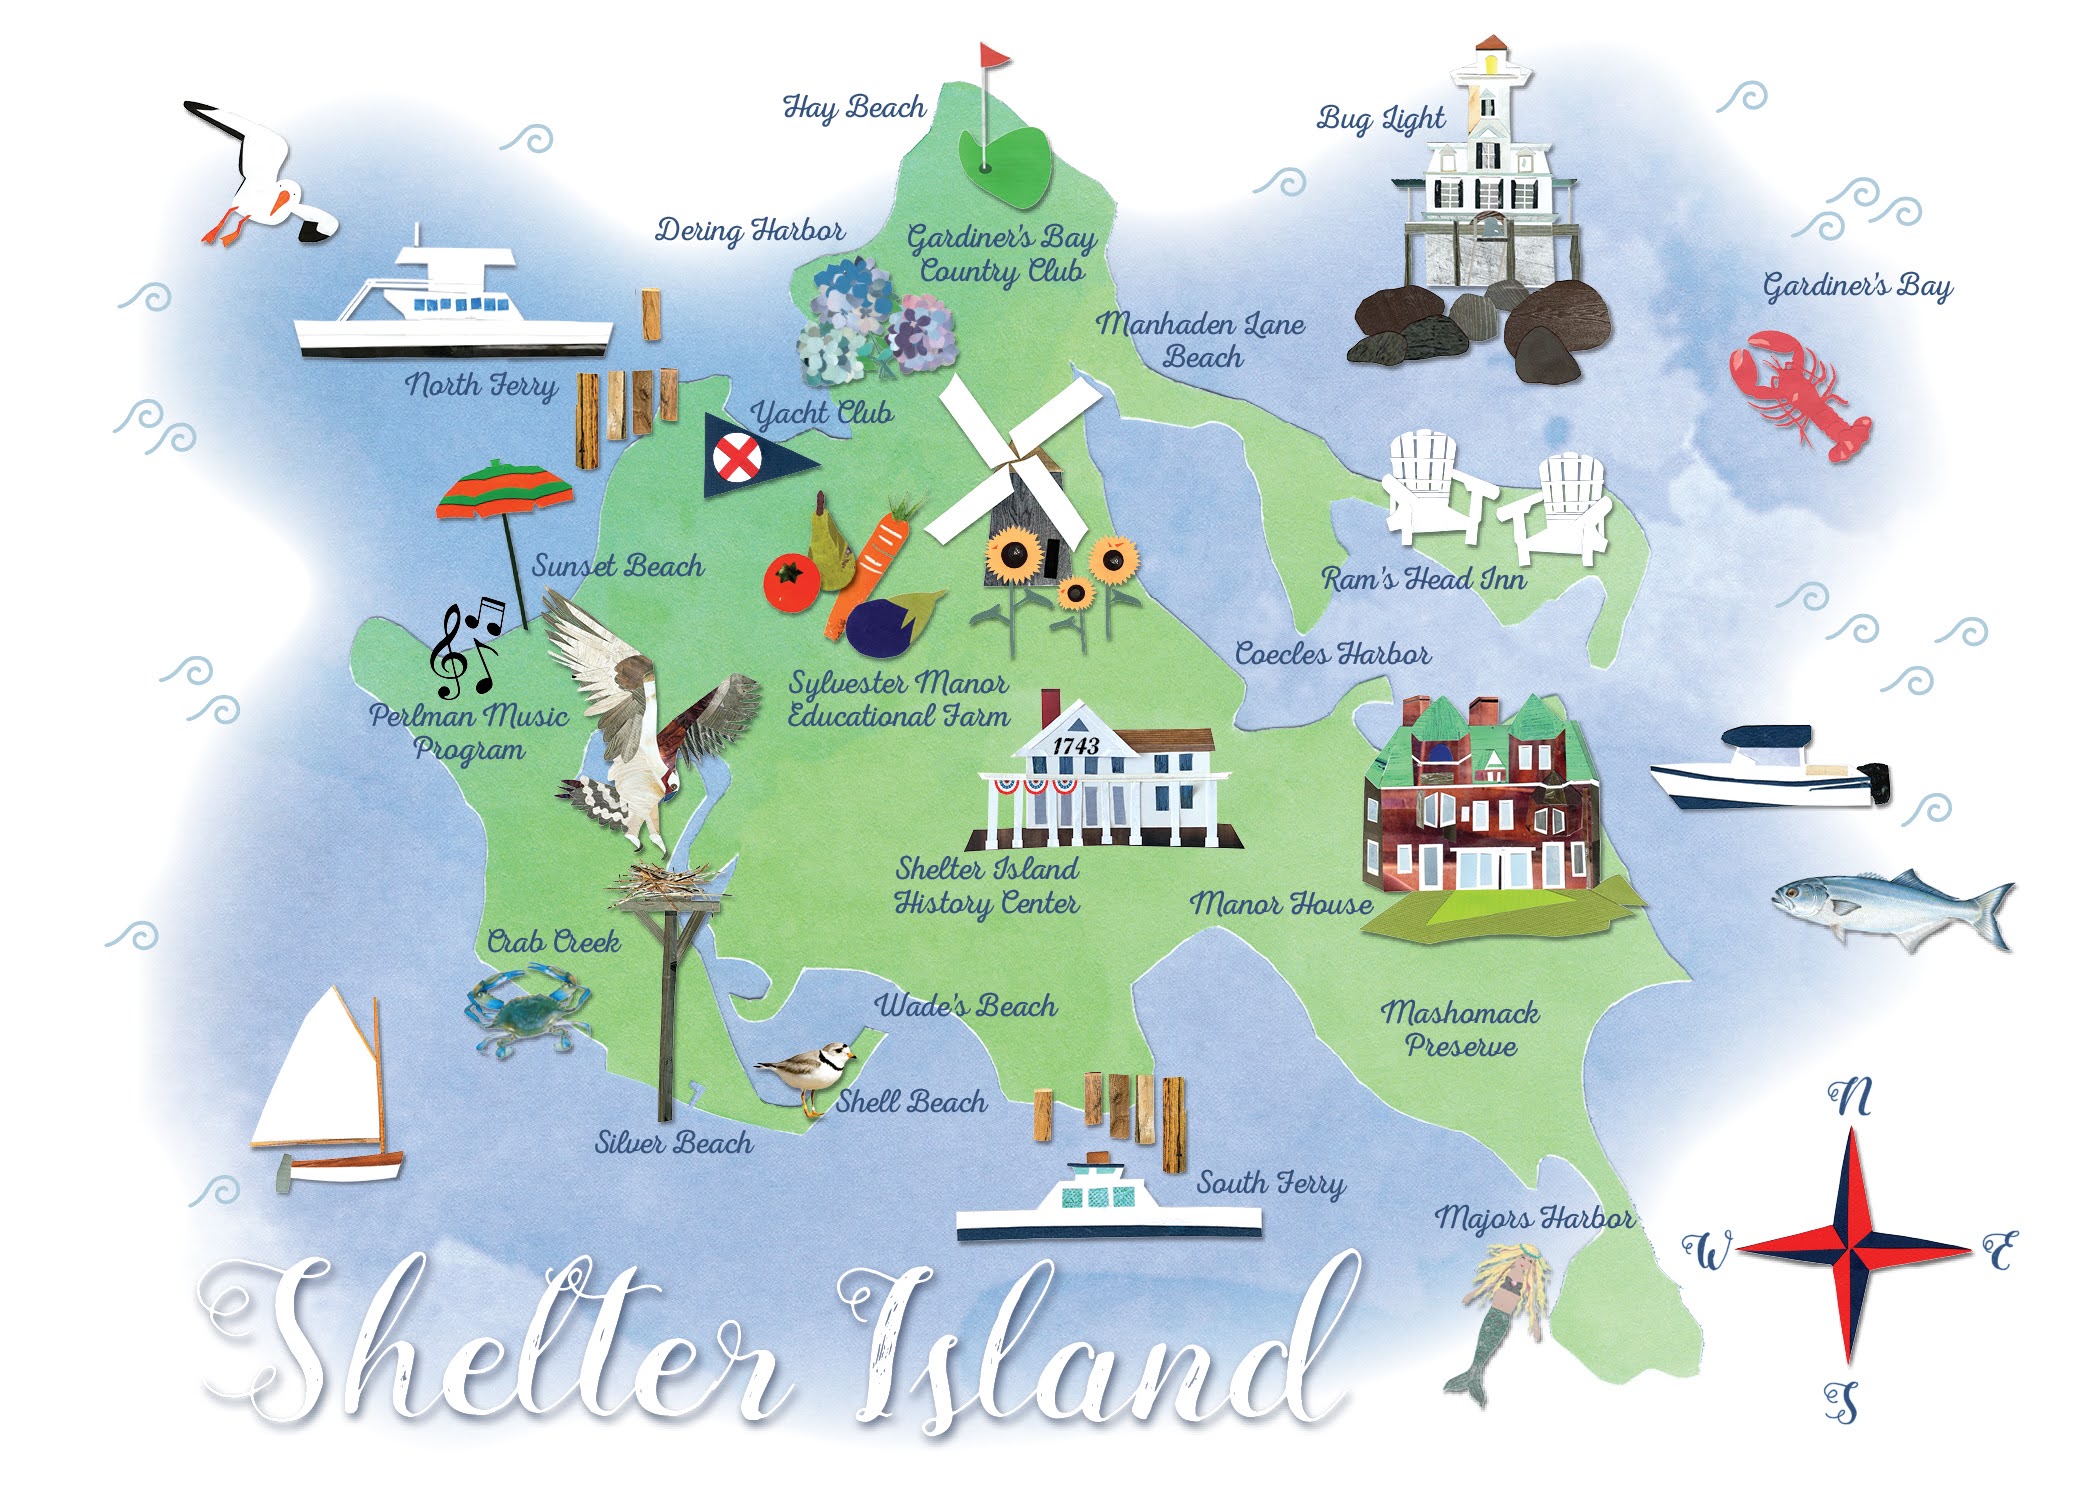 Hay Beach
Bug Light
Dering Harbor
Gardiner's Bay
Country Club
Gardiner's Bay
Manhaden Lane
Beach
North Ferry
Yacht Club
Sunset Beach
Ram's Head Inn
Coecles Harbor
Sylvester Manor
Educational Farm
Perlman Music
Program
1743
Shelter Island
History Center
Manor House
Crab Creek
Wade's Beach
Mashomack
Preserve
Shell Beach
Silver Beach
South Ferry
Majors Harbor
N
W
E
S
Shelter Island